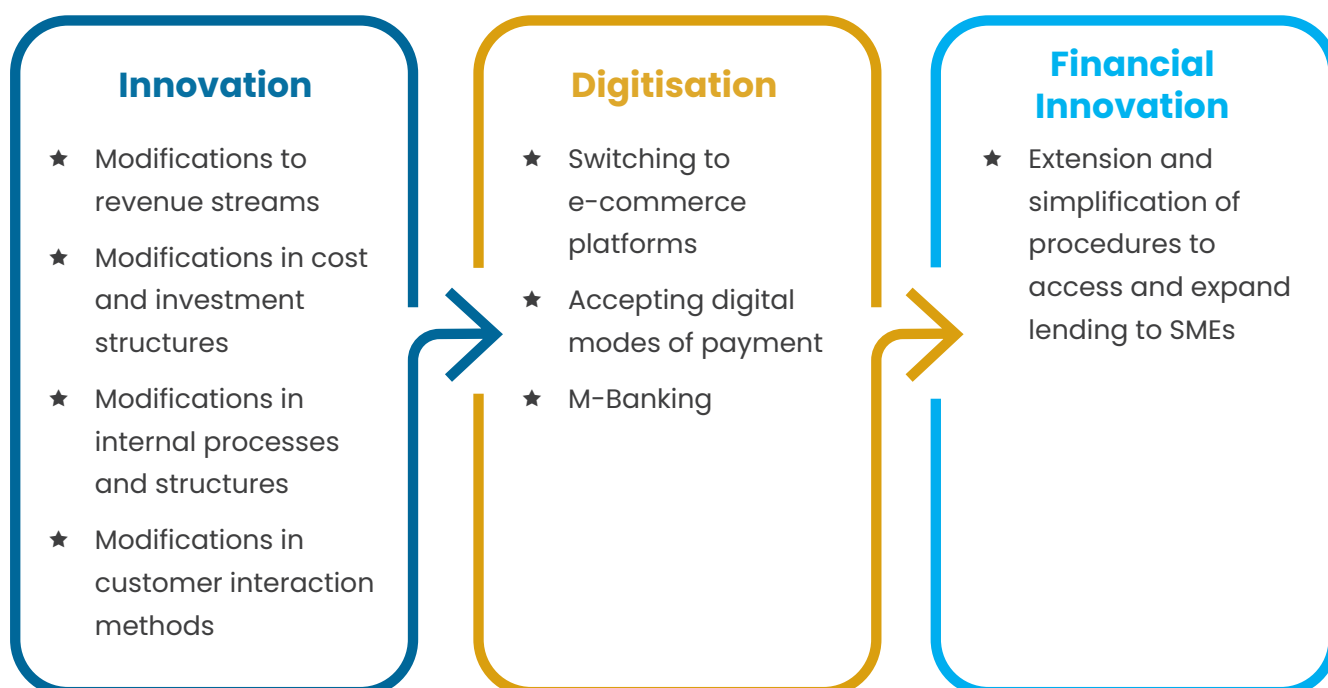 Innovation
★ Modifications to
revenue streams
★ Modifications in cost
and investment
structures
★ Modifications in
internal processes
and structures
★ Modifications in
customer interaction
methods
Digitisation
★ Switching to
e-commerce
platforms
★ Accepting digital
modes of payment
★ M-Banking
Financial
Innovation
★ Extension and
simplification of
procedures to
access and expand
lending to SMEs